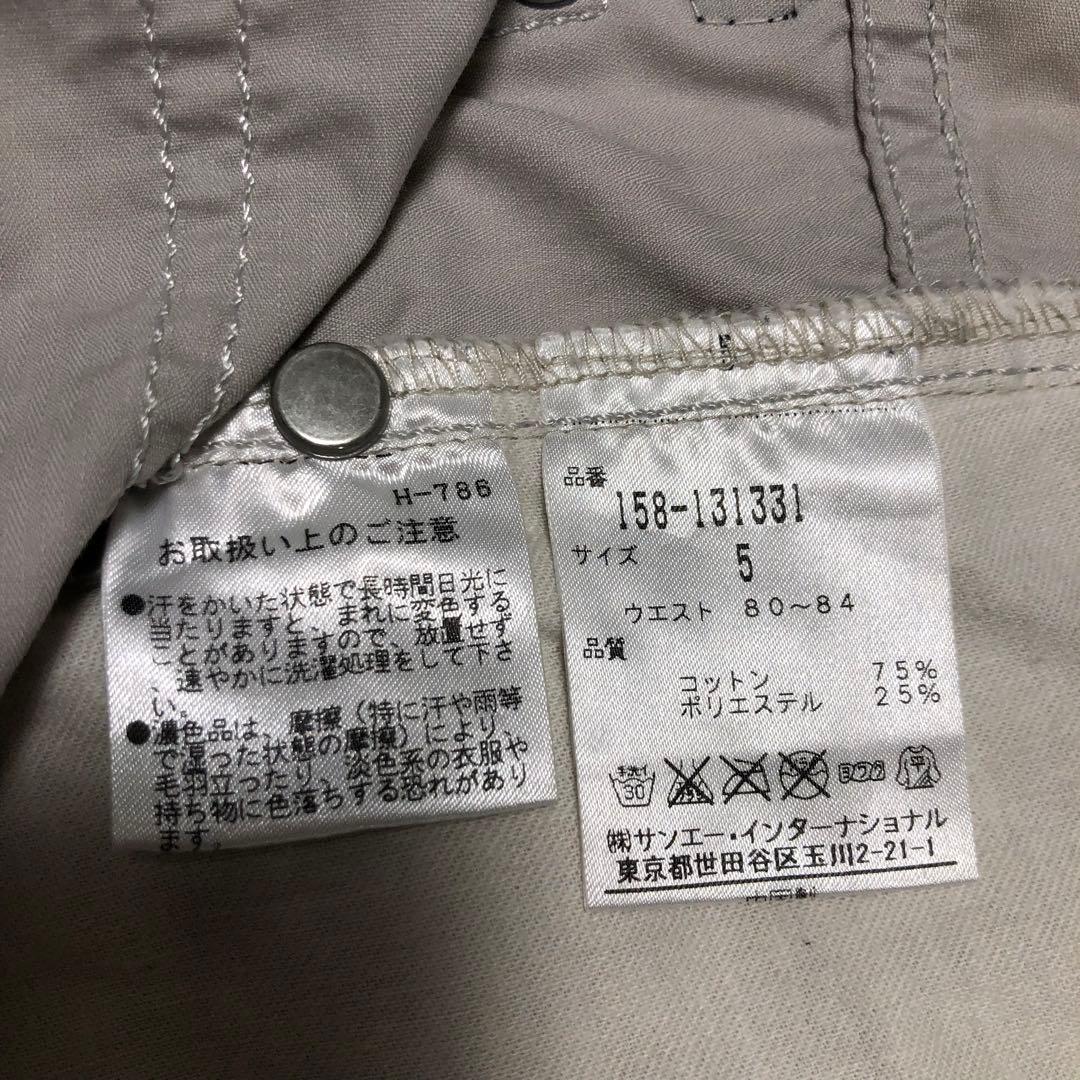 H-786
お取扱い上のご注意
●汗をかいた状態で長時間日光に
たりますと、まれに変色する
ことがありますので、放置せず
速やかに洗濯処理をして下さ
い。
●濃色品は、摩擦（特に汗や雨等
で湿った状態の摩擦）により、
毛羽立ったり、淡色系の衣服や
持ち物に色落ちする恐れがあり
ます。
品番
158-131331
サイズ
5
ウエスト 80～84
品質
コットン 75%
ポリエステル 25%
手洗イ 30
ヨワク
平
㈱サンエー・インターナショナル
東京都世田谷区玉川2-21-1